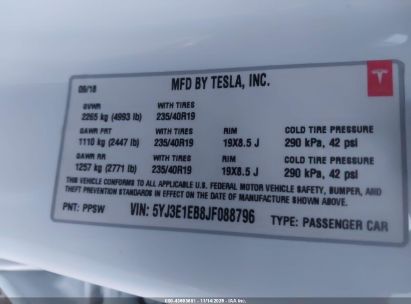 09/18 MFD BY TESLA, INC.
GVWR WITH TIRES
2265 kg (4993 lb) 235/40R19
GAWR FRT WITH TIRES RIM COLD TIRE PRESSURE
1110 kg (2447 lb) 235/40R19 19X8.5 J 290 kPa, 42 psi
GAWR RR WITH TIRES RIM COLD TIRE PRESSURE
1257 kg (2771 lb) 235/40R19 19X8.5 J 290 kPa, 42 psi
THIS VEHICLE CONFORMS TO ALL APPLICABLE U.S. FEDERAL MOTOR VEHICLE SAFETY, BUMPER, AND
THEFT PREVENTION STANDARDS IN EFFECT ON THE DATE OF MANUFACTURE SHOWN ABOVE.
PNT: PPSW VIN: 5YJ3E1EB8JF088796 TYPE: PASSENGER CAR
11/14/2025